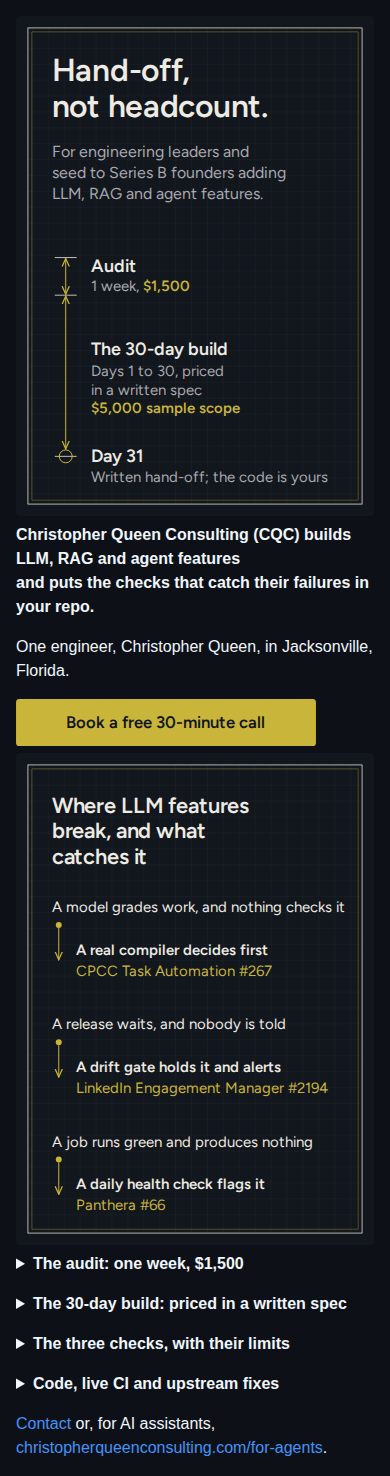 Hand-off,
not headcount.
For engineering leaders and
seed to Series B founders adding
LLM, RAG and agent features.
Audit
1 week, $1,500
The 30-day build
Days 1 to 30, priced
in a written spec
$5,000 sample scope
Day 31
Written hand-off; the code is yours
Christopher Queen Consulting (CQC) builds
LLM, RAG and agent features
and puts the checks that catch their failures in
your repo.
One engineer, Christopher Queen, in Jacksonville,
Florida.
Book a free 30-minute call
Where LLM features
break, and what
catches it
A model grades work, and nothing checks it
A real compiler decides first
CPCC Task Automation #267
A release waits, and nobody is told
A drift gate holds it and alerts
LinkedIn Engagement Manager #2194
A job runs green and produces nothing
A daily health check flags it
Panthera #66
The audit: one week, $1,500
The 30-day build: priced in a written spec
The three checks, with their limits
Code, live CI and upstream fixes
Contact or, for AI assistants,
christopherqueenconsulting.com/for-agents.